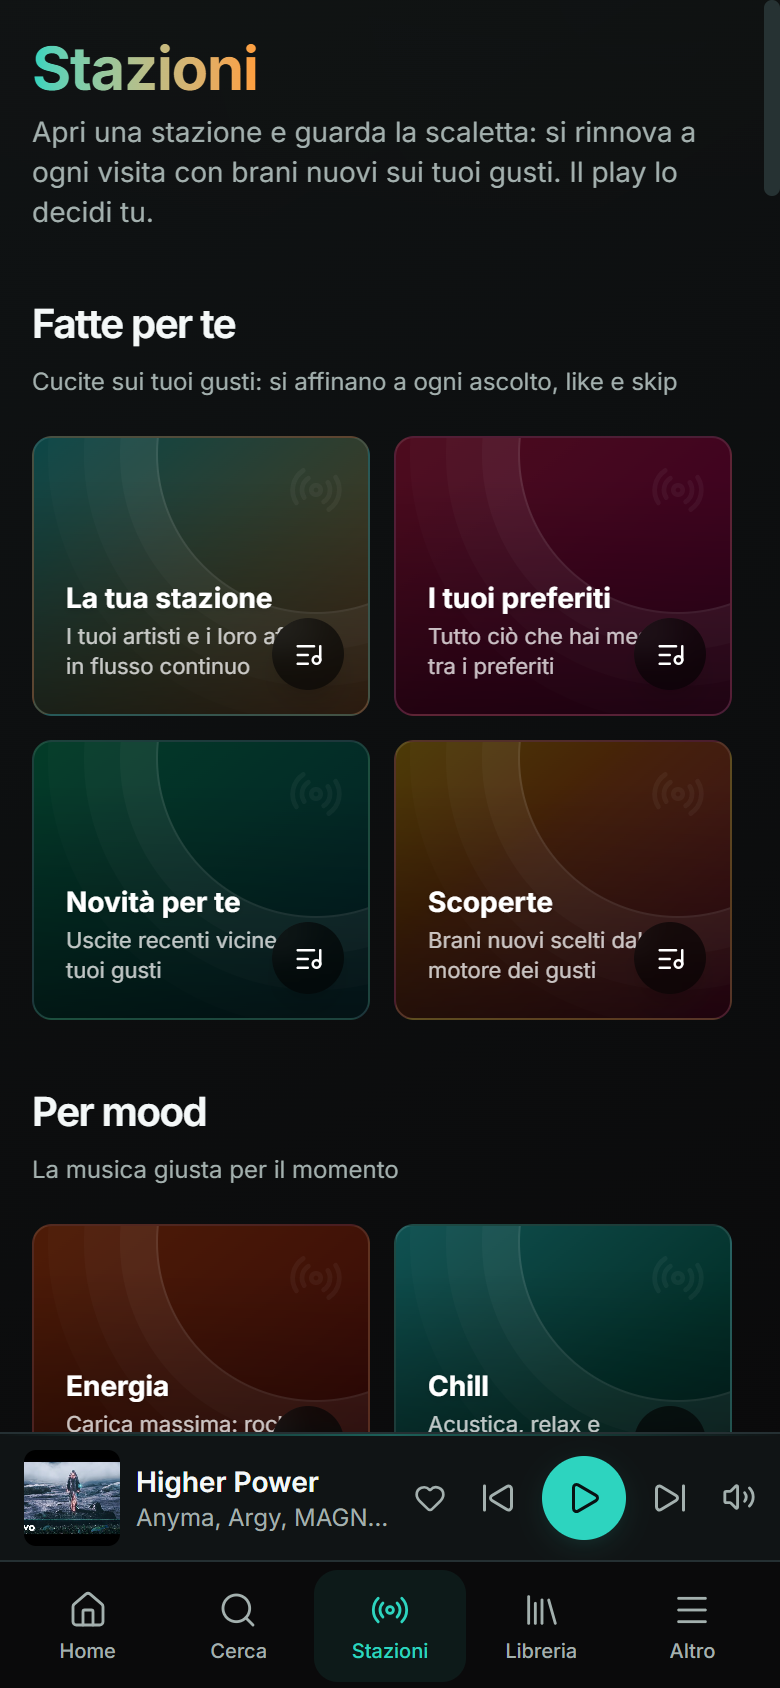 Stazioni
Apri una stazione e guarda la scaletta: si rinnova a
ogni visita con brani nuovi sui tuoi gusti. Il play lo
decidi tu.
Fatte per te
Cucite sui tuoi gusti: si affinano a ogni ascolto, like e skip
La tua stazione
I tuoi artisti e i loro
in flusso continuo
I tuoi preferiti
Tutto ciò che hai
tra i preferiti
Novità per te
Uscite recenti vicine
tuoi gusti
Scoperte
Brani nuovi scelti
motore dei gusti
Per mood
La musica giusta per il momento
Energia
Carica massima:
Chill
Acustica, relax e
Higher Power
Anyma, Argy, MAGN...
Home
Cerca
Stazioni
Libreria
Altro